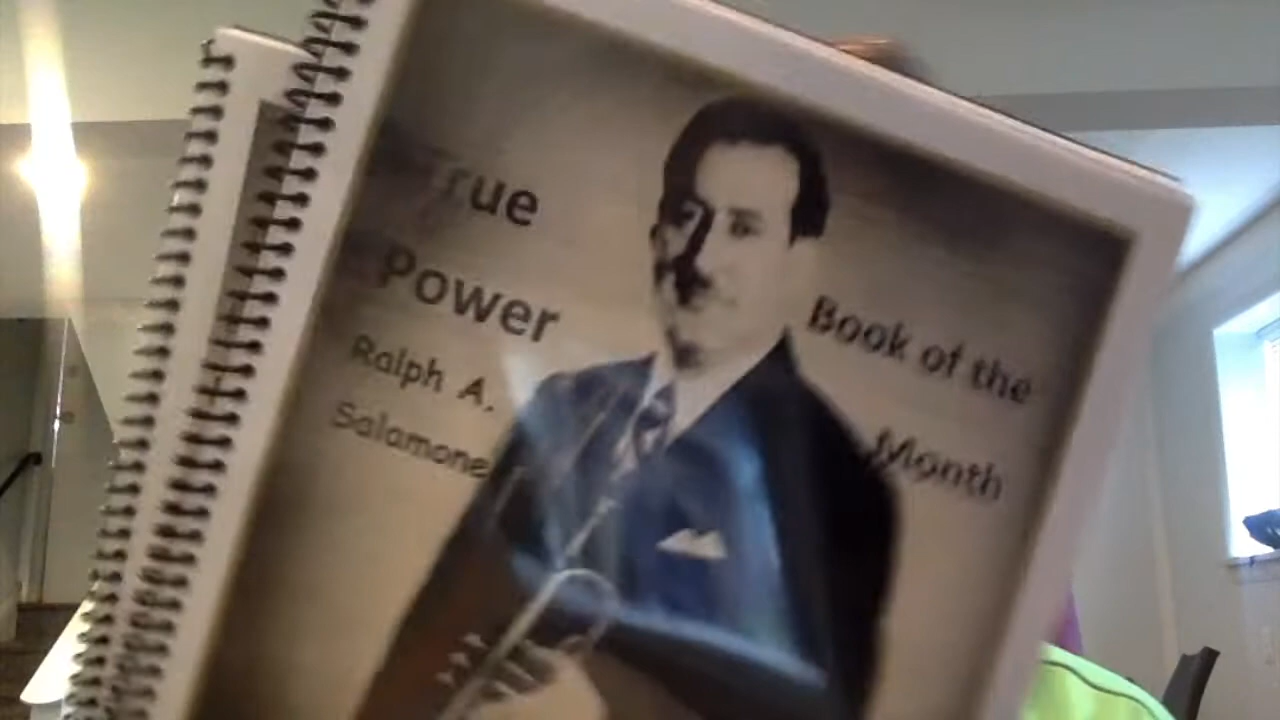 True
Power
Ralph A.
Salamone
Book of the
Month